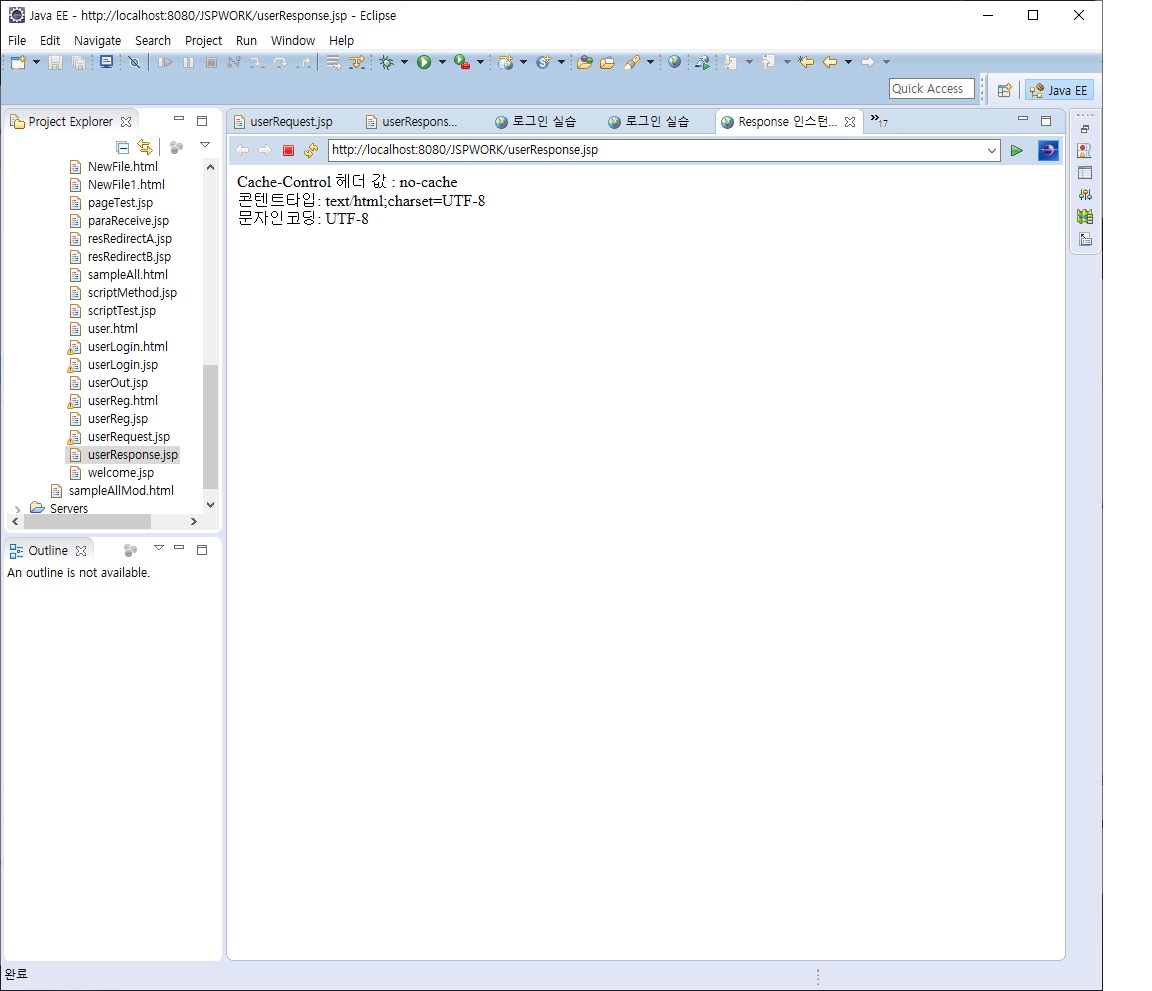 Java EE - http://localhost:8080/JSPWORK/userResponse.jsp - Eclipse
File Edit Navigate Search Project Run Window Help
Quick Access
Java EE
Project Explorer
NewFile.html
NewFile1.html
pageTest.jsp
paraReceive.jsp
resRedirectA.jsp
resRedirectB.jsp
sampleAll.html
scriptMethod.jsp
scriptTest.jsp
user.html
userLogin.html
userLogin.jsp
userOut.jsp
userReg.html
userReg.jsp
userRequest.jsp
userResponse.jsp
welcome.jsp
sampleAllMod.html
Servers
Outline
An outline is not available.
userRequest.jsp userRespons... 로그인 실습 로그인 실습 Response 인스턴... »17
http://localhost:8080/JSPWORK/userResponse.jsp
Cache-Control 헤더 값 : no-cache
콘텐트타입: text/html;charset=UTF-8
문자인코딩: UTF-8
완료